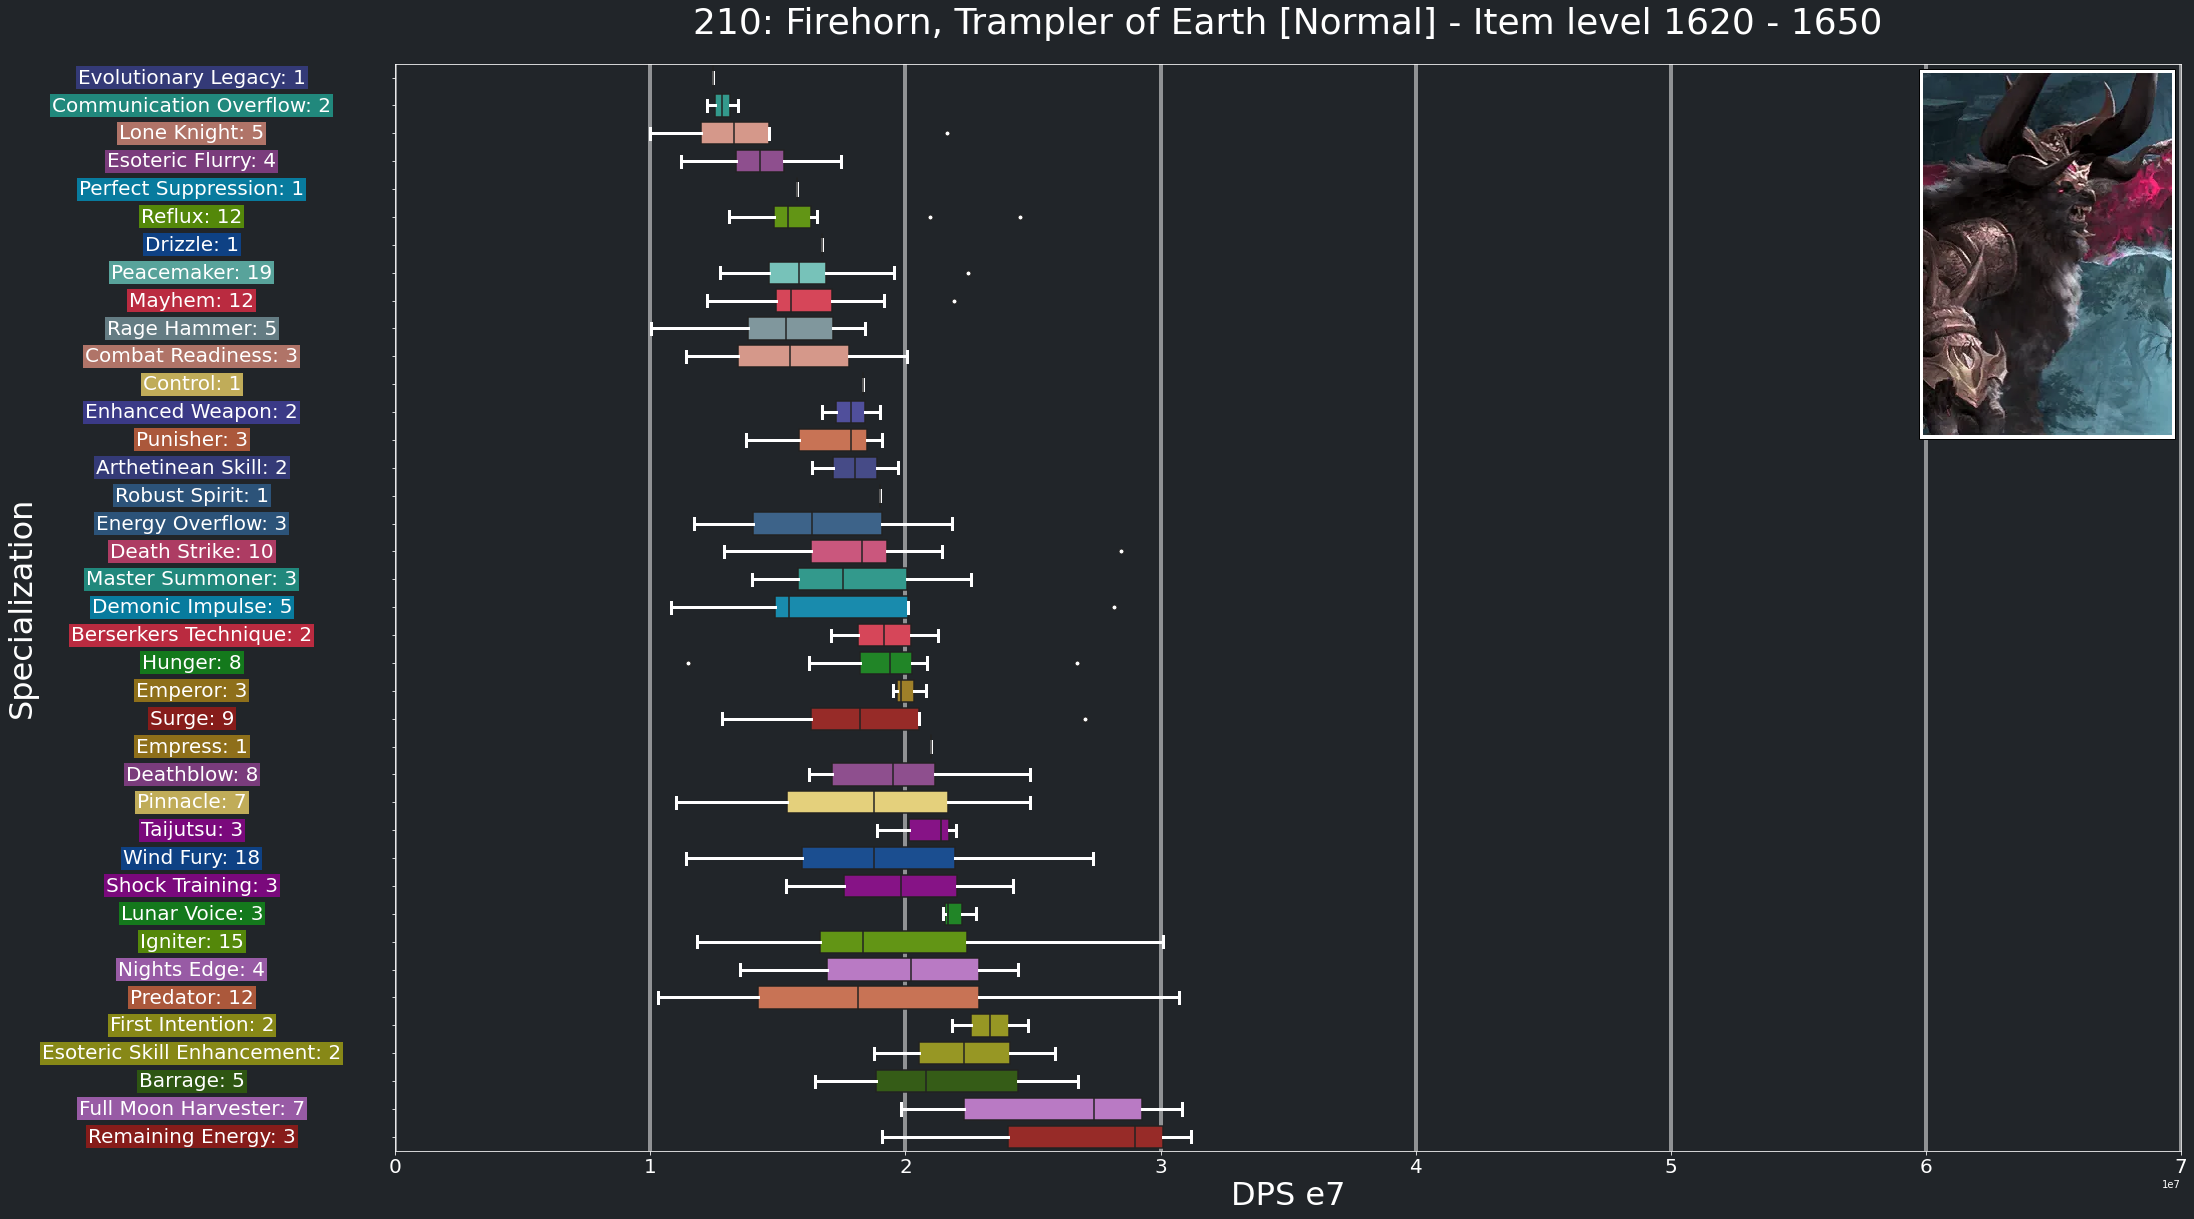 210: Firehorn, Trampler of Earth [Normal] - Item level 1620 - 1650
Evolutionary Legacy: 1
Communication Overflow: 2
Lone Knight: 5
Esoteric Flurry: 4
Perfect Suppression: 1
Reflux: 12
Drizzle: 1
Peacemaker: 19
Mayhem: 12
Rage Hammer: 5
Combat Readiness: 3
Control: 1
Enhanced Weapon: 2
Punisher: 3
Arthetinean Skill: 2
Robust Spirit: 1
Energy Overflow: 3
Death Strike: 10
Master Summoner: 3
Demonic Impulse: 5
Berserkers Technique: 2
Hunger: 8
Emperor: 3
Surge: 9
Empress: 1
Deathblow: 8
Pinnacle: 7
Taijutsu: 3
Wind Fury: 18
Shock Training: 3
Lunar Voice: 3
Igniter: 15
Nights Edge: 4
Predator: 12
First Intention: 2
Esoteric Skill Enhancement: 2
Barrage: 5
Full Moon Harvester: 7
Remaining Energy: 3
Specialization
0 1 2 3 4 5 6 7
1e7
DPS e7